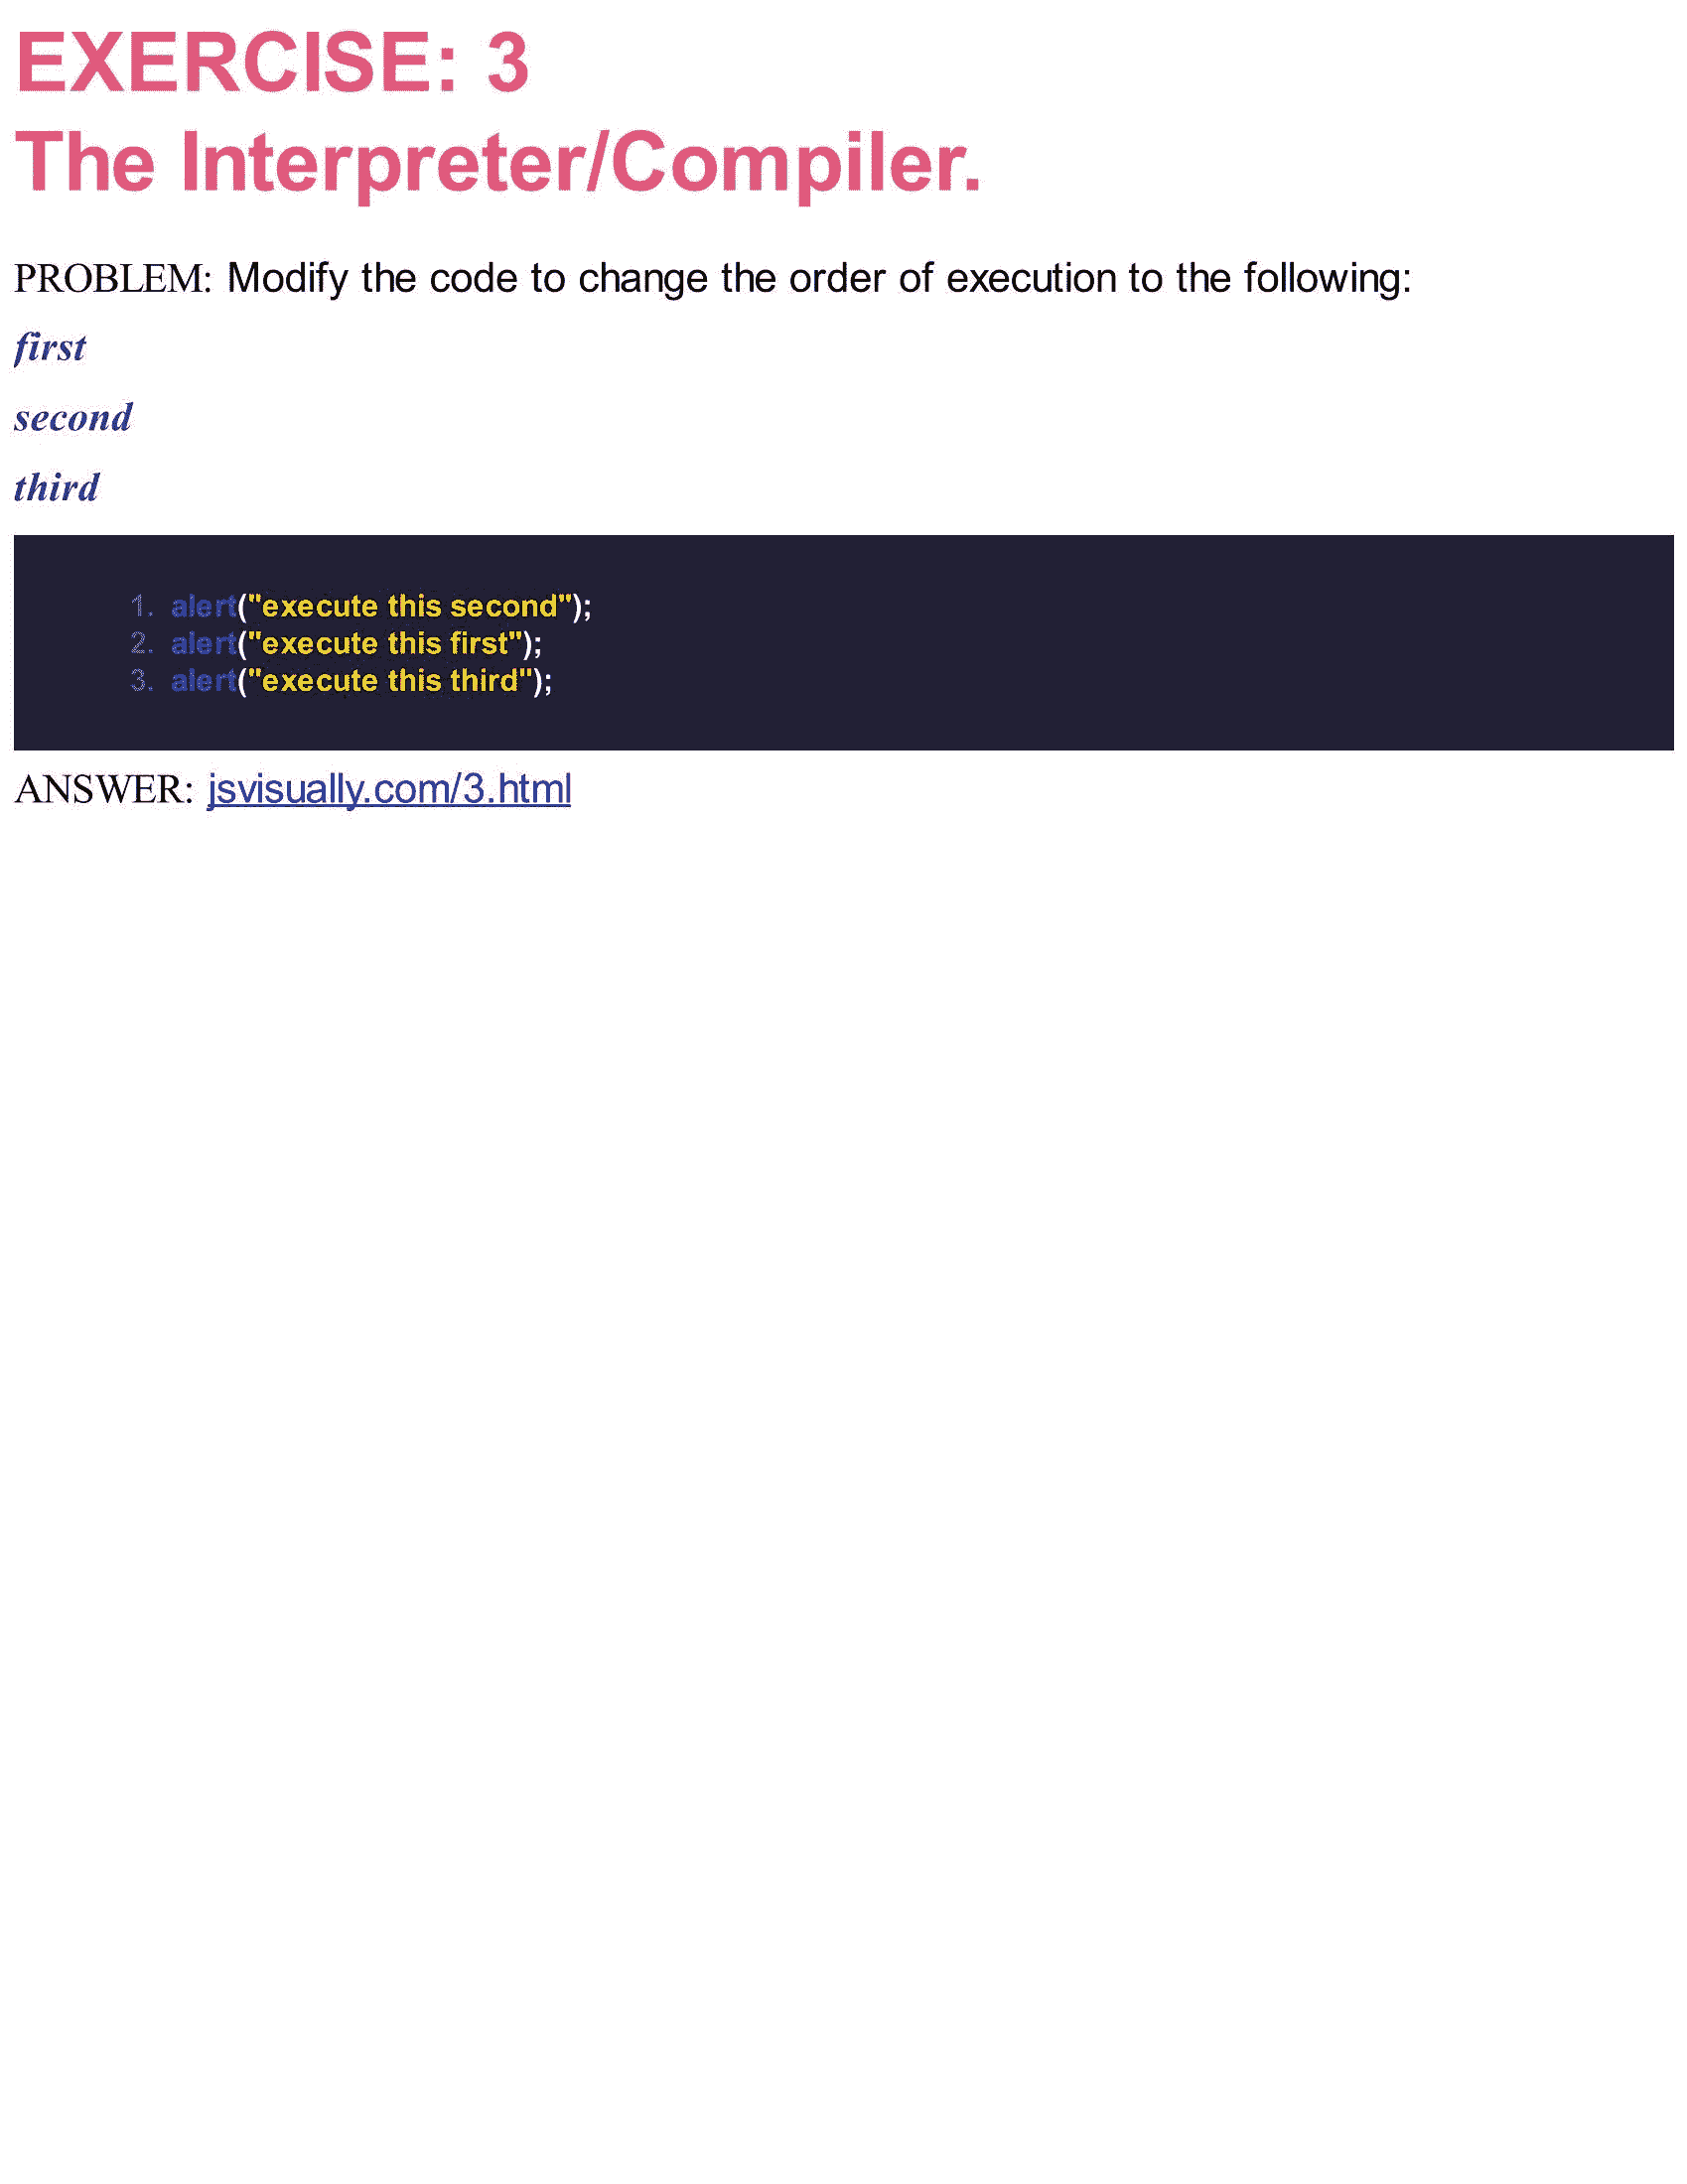 EXERCISE: 3
The Interpreter/Compiler.
PROBLEM: Modify the code to change the order of execution to the following:
first
second
third
1. alert("execute this second");
2. alert("execute this first");
3. alert("execute this third");
ANSWER: jsvisually.com/3.html